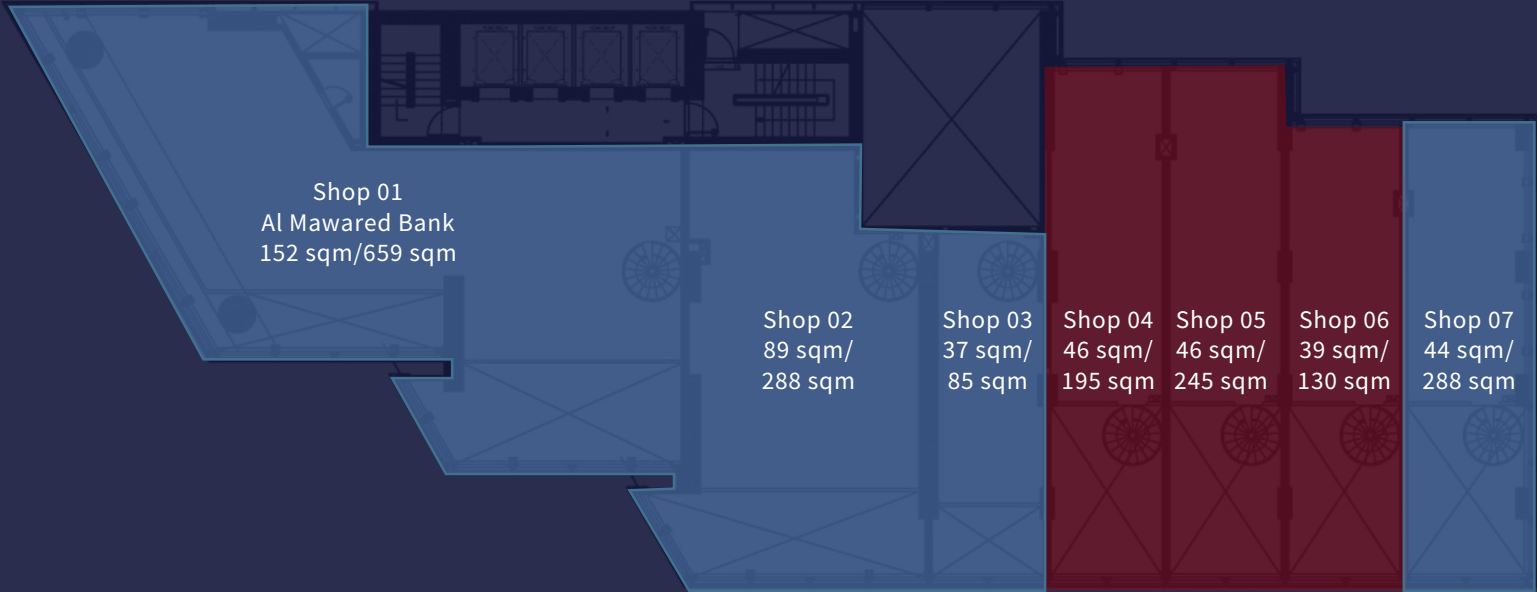 Shop 01
Al Mawared Bank
152 sqm/659 sqm
Shop 02
89 sqm/
288 sqm
Shop 03
37 sqm/
85 sqm
Shop 04
46 sqm/
195 sqm
Shop 05
46 sqm/
245 sqm
Shop 06
39 sqm/
130 sqm
Shop 07
44 sqm/
288 sqm